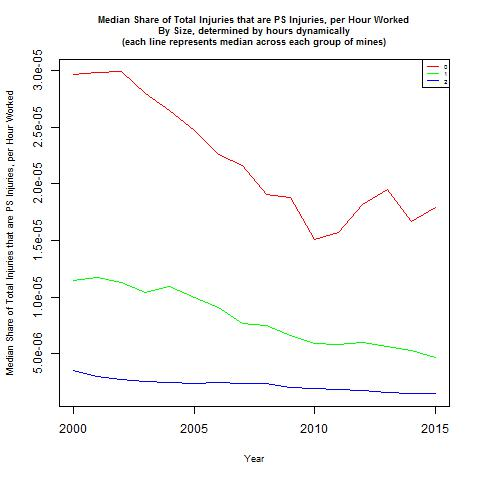 Median Share of Total Injuries that are PS Injuries, per Hour Worked
By Size, determined by hours dynamically
(each line represents median across each group of mines)
0
1
2
Median Share of Total Injuries that are PS Injuries, per Hour Worked
3.0e-05
2.5e-05
2.0e-05
1.5e-05
1.0e-05
5.0e-06
2000 2005 2010 2015
Year